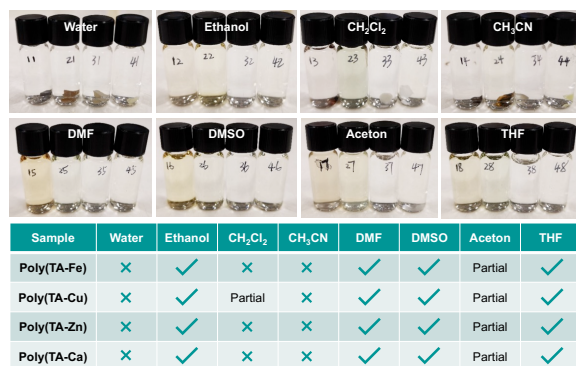 Water
Ethanol
CH2Cl2
CH3CN
11 21 31 41
12 22 32 42
13 23 33 43
14 24 34 44
DMF
DMSO
Aceton
THF
15 25 35 45
16 26 36 46
17 27 37 47
18 28 38 48
Sample Water Ethanol CH2Cl2 CH3CN DMF DMSO Aceton THF
Poly(TA-Fe) × ✓ × × ✓ ✓ Partial ✓
Poly(TA-Cu) × ✓ Partial × ✓ ✓ Partial ✓
Poly(TA-Zn) × ✓ × × ✓ ✓ Partial ✓
Poly(TA-Ca) × ✓ × × ✓ ✓ Partial ✓